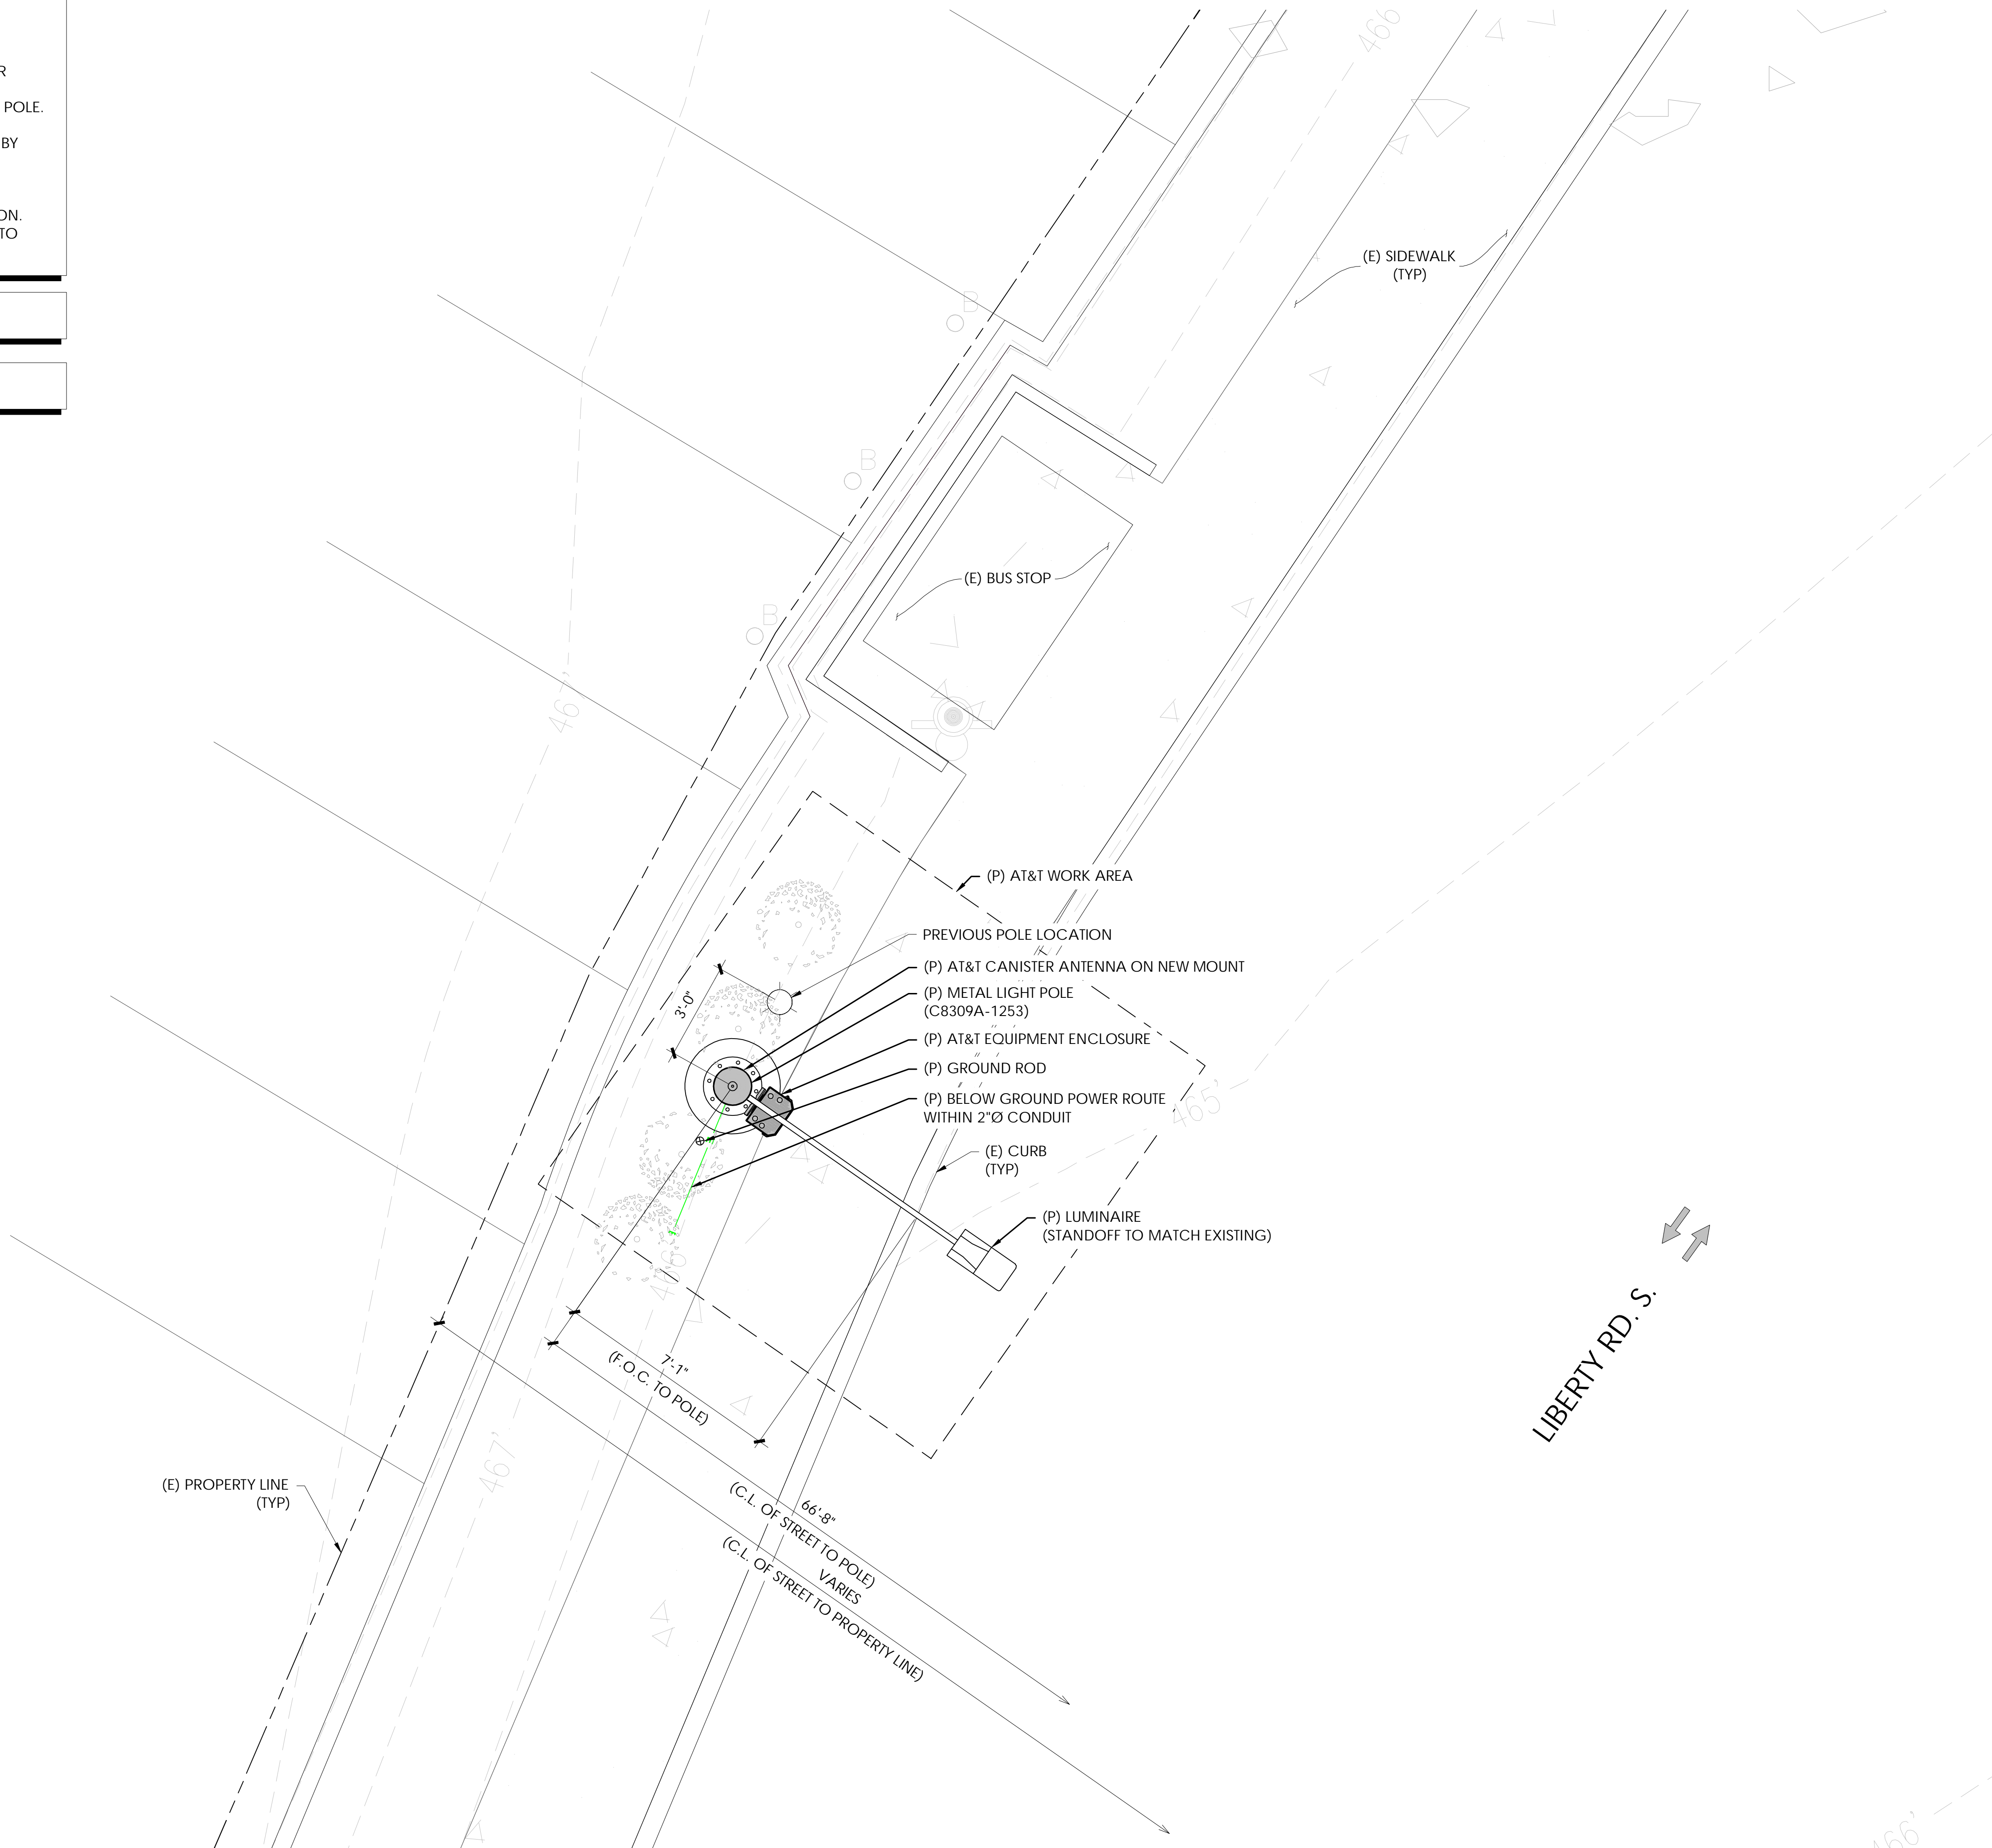 R
POLE.
BY
ON.
TO
466
(E) SIDEWALK
(TYP)
B
B
(E) BUS STOP
B
467'
(P) AT&T WORK AREA
PREVIOUS POLE LOCATION
(P) AT&T CANISTER ANTENNA ON NEW MOUNT
3'-0"
(P) METAL LIGHT POLE
(C8309A-1253)
(P) AT&T EQUIPMENT ENCLOSURE
(P) GROUND ROD
(P) BELOW GROUND POWER ROUTE
WITHIN 2"Ø CONDUIT
465'
(E) CURB
(TYP)
(P) LUMINAIRE
(STANDOFF TO MATCH EXISTING)
466'
LIBERTY RD. S.
7'-1"
(F.O.C. TO POLE)
467'
(E) PROPERTY LINE
(TYP)
66'-8"
(C.L. OF STREET TO POLE)
VARIES
(C.L. OF STREET TO PROPERTY LINE)
466'